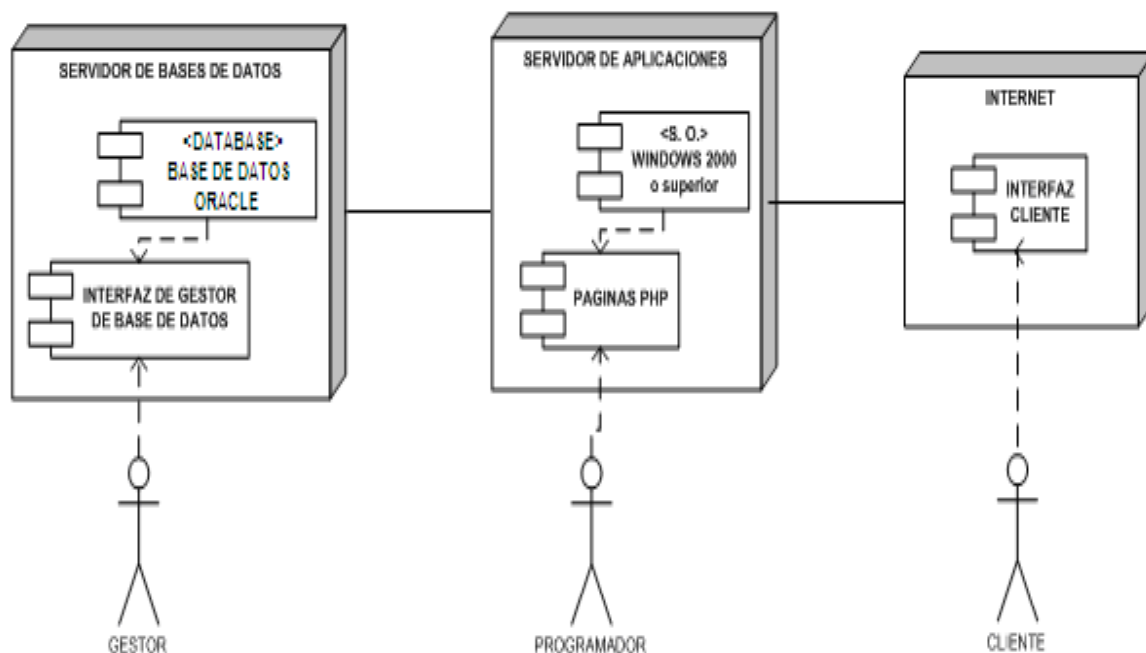 SERVIDOR DE BASES DE DATOS
<DATABASE>
BASE DE DATOS
ORACLE
INTERFAZ DE GESTOR
DE BASE DE DATOS
GESTOR
SERVIDOR DE APLICACIONES
<S. O.>
WINDOWS 2000
o superior
PAGINAS PHP
PROGRAMADOR
INTERNET
INTERFAZ
CLIENTE
CLIENTE